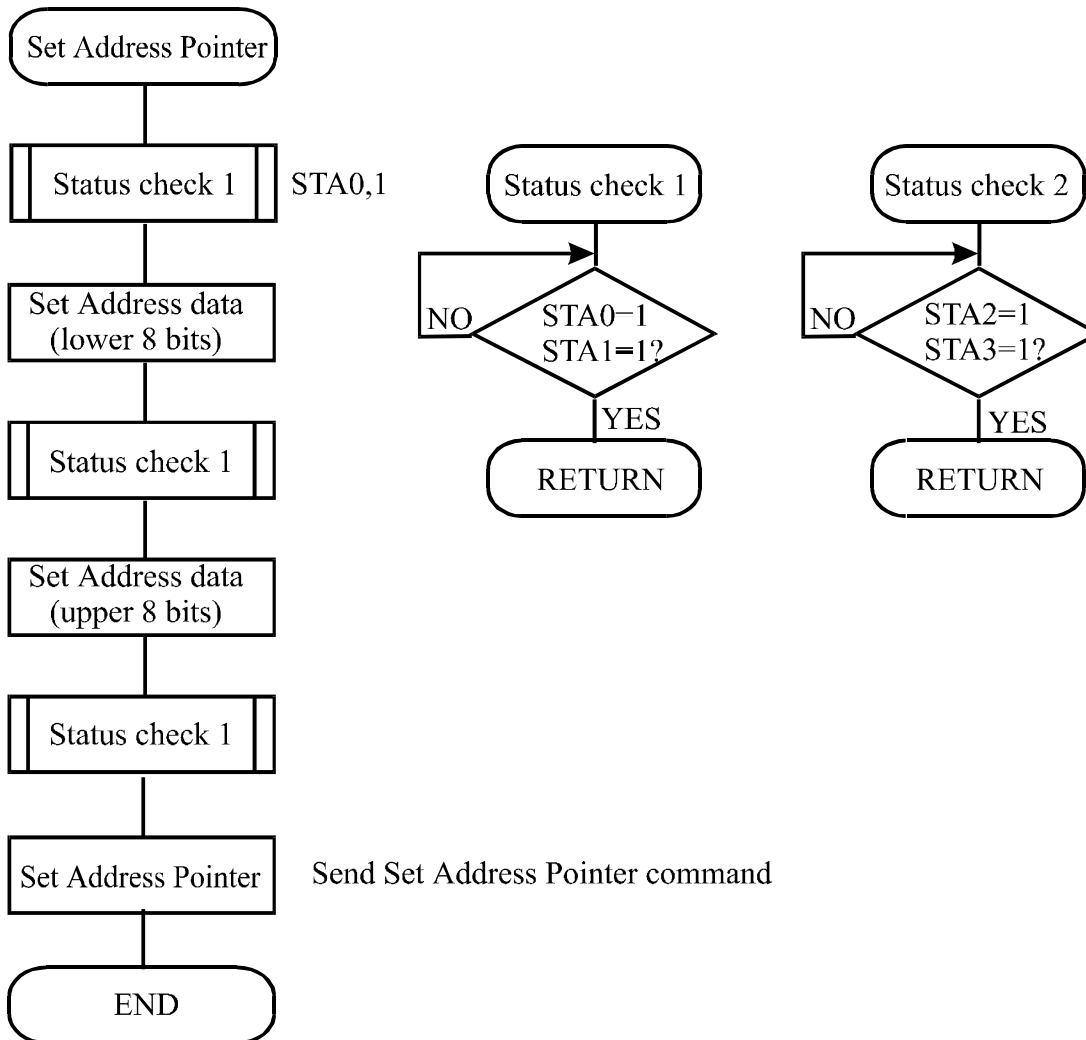 Set Address Pointer
Status check 1
STA0,1
Set Address data
(lower 8 bits)
Status check 1
Set Address data
(upper 8 bits)
Status check 1
Set Address Pointer
Send Set Address Pointer command
END
Status check 1
NO
STA0−1
STA1=1?
YES
RETURN
Status check 2
NO
STA2=1
STA3=1?
YES
RETURN